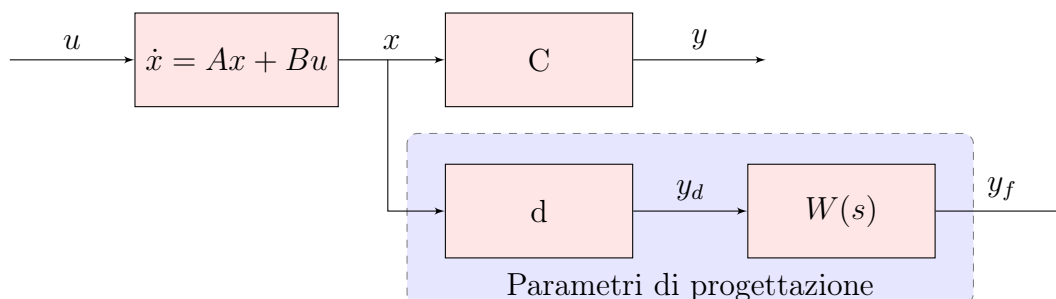 u
ẋ = Ax + Bu
x
C
y
d
y_d
W(s)
y_f
Parametri di progettazione